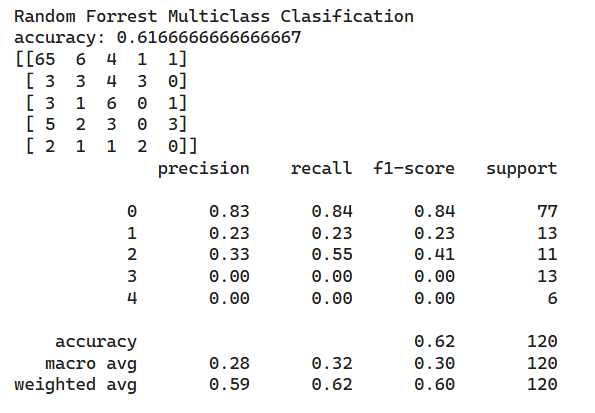 Random Forrest Multiclass Clasification
accuracy: 0.6166666666666667
[[65  6  4  1  1]
 [ 3  3  4  3  0]
 [ 3  1  6  0  1]
 [ 5  2  3  0  3]
 [ 2  1  1  2  0]]
              precision    recall  f1-score   support

           0       0.83      0.84      0.84        77
           1       0.23      0.23      0.23        13
           2       0.33      0.55      0.41        11
           3       0.00      0.00      0.00        13
           4       0.00      0.00      0.00         6

    accuracy                           0.62       120
   macro avg       0.28      0.32      0.30       120
weighted avg       0.59      0.62      0.60       120